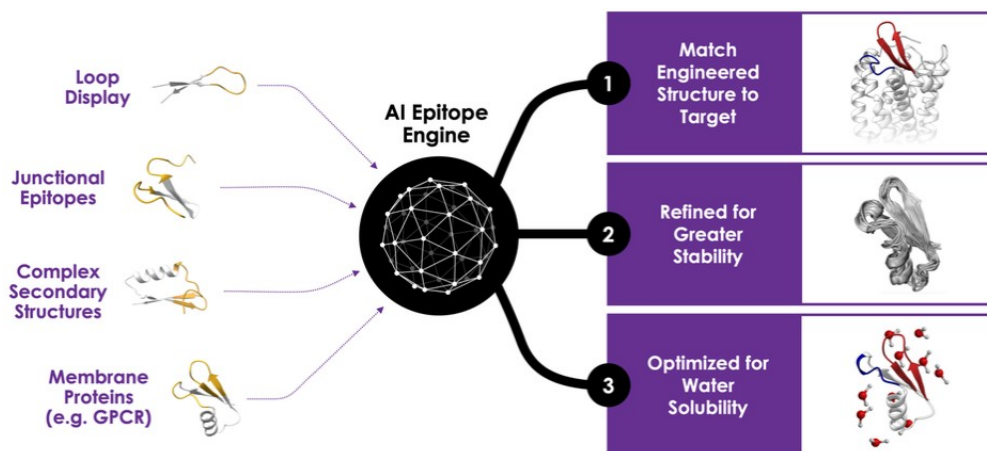 Loop
Display
Junctional
Epitopes
Complex
Secondary
Structures
Membrane
Proteins
(e.g. GPCR)
AI Epitope
Engine
1
Match
Engineered
Structure to
Target
2
Refined for
Greater
Stability
3
Optimized for
Water
Solubility